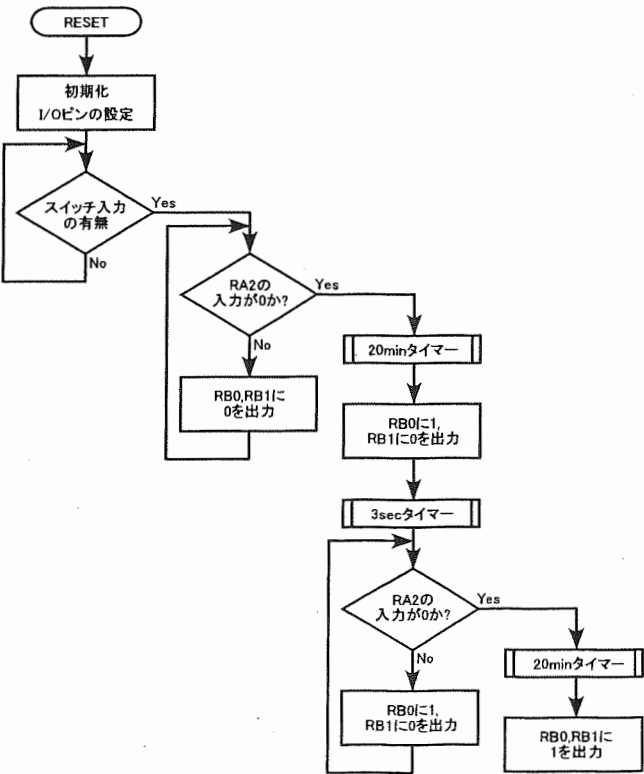 RESET
初期化
I/Oピンの設定
スイッチ入力
の有無
Yes
No
RA2の
入力が0か?
Yes
No
RB0,RB1に
0を出力
20minタイマー
RB0に1,
RB1に0を出力
3secタイマー
RA2の
入力が0か?
Yes
No
RB0に1,
RB1に0を出力
20minタイマー
RB0,RB1に
1を出力